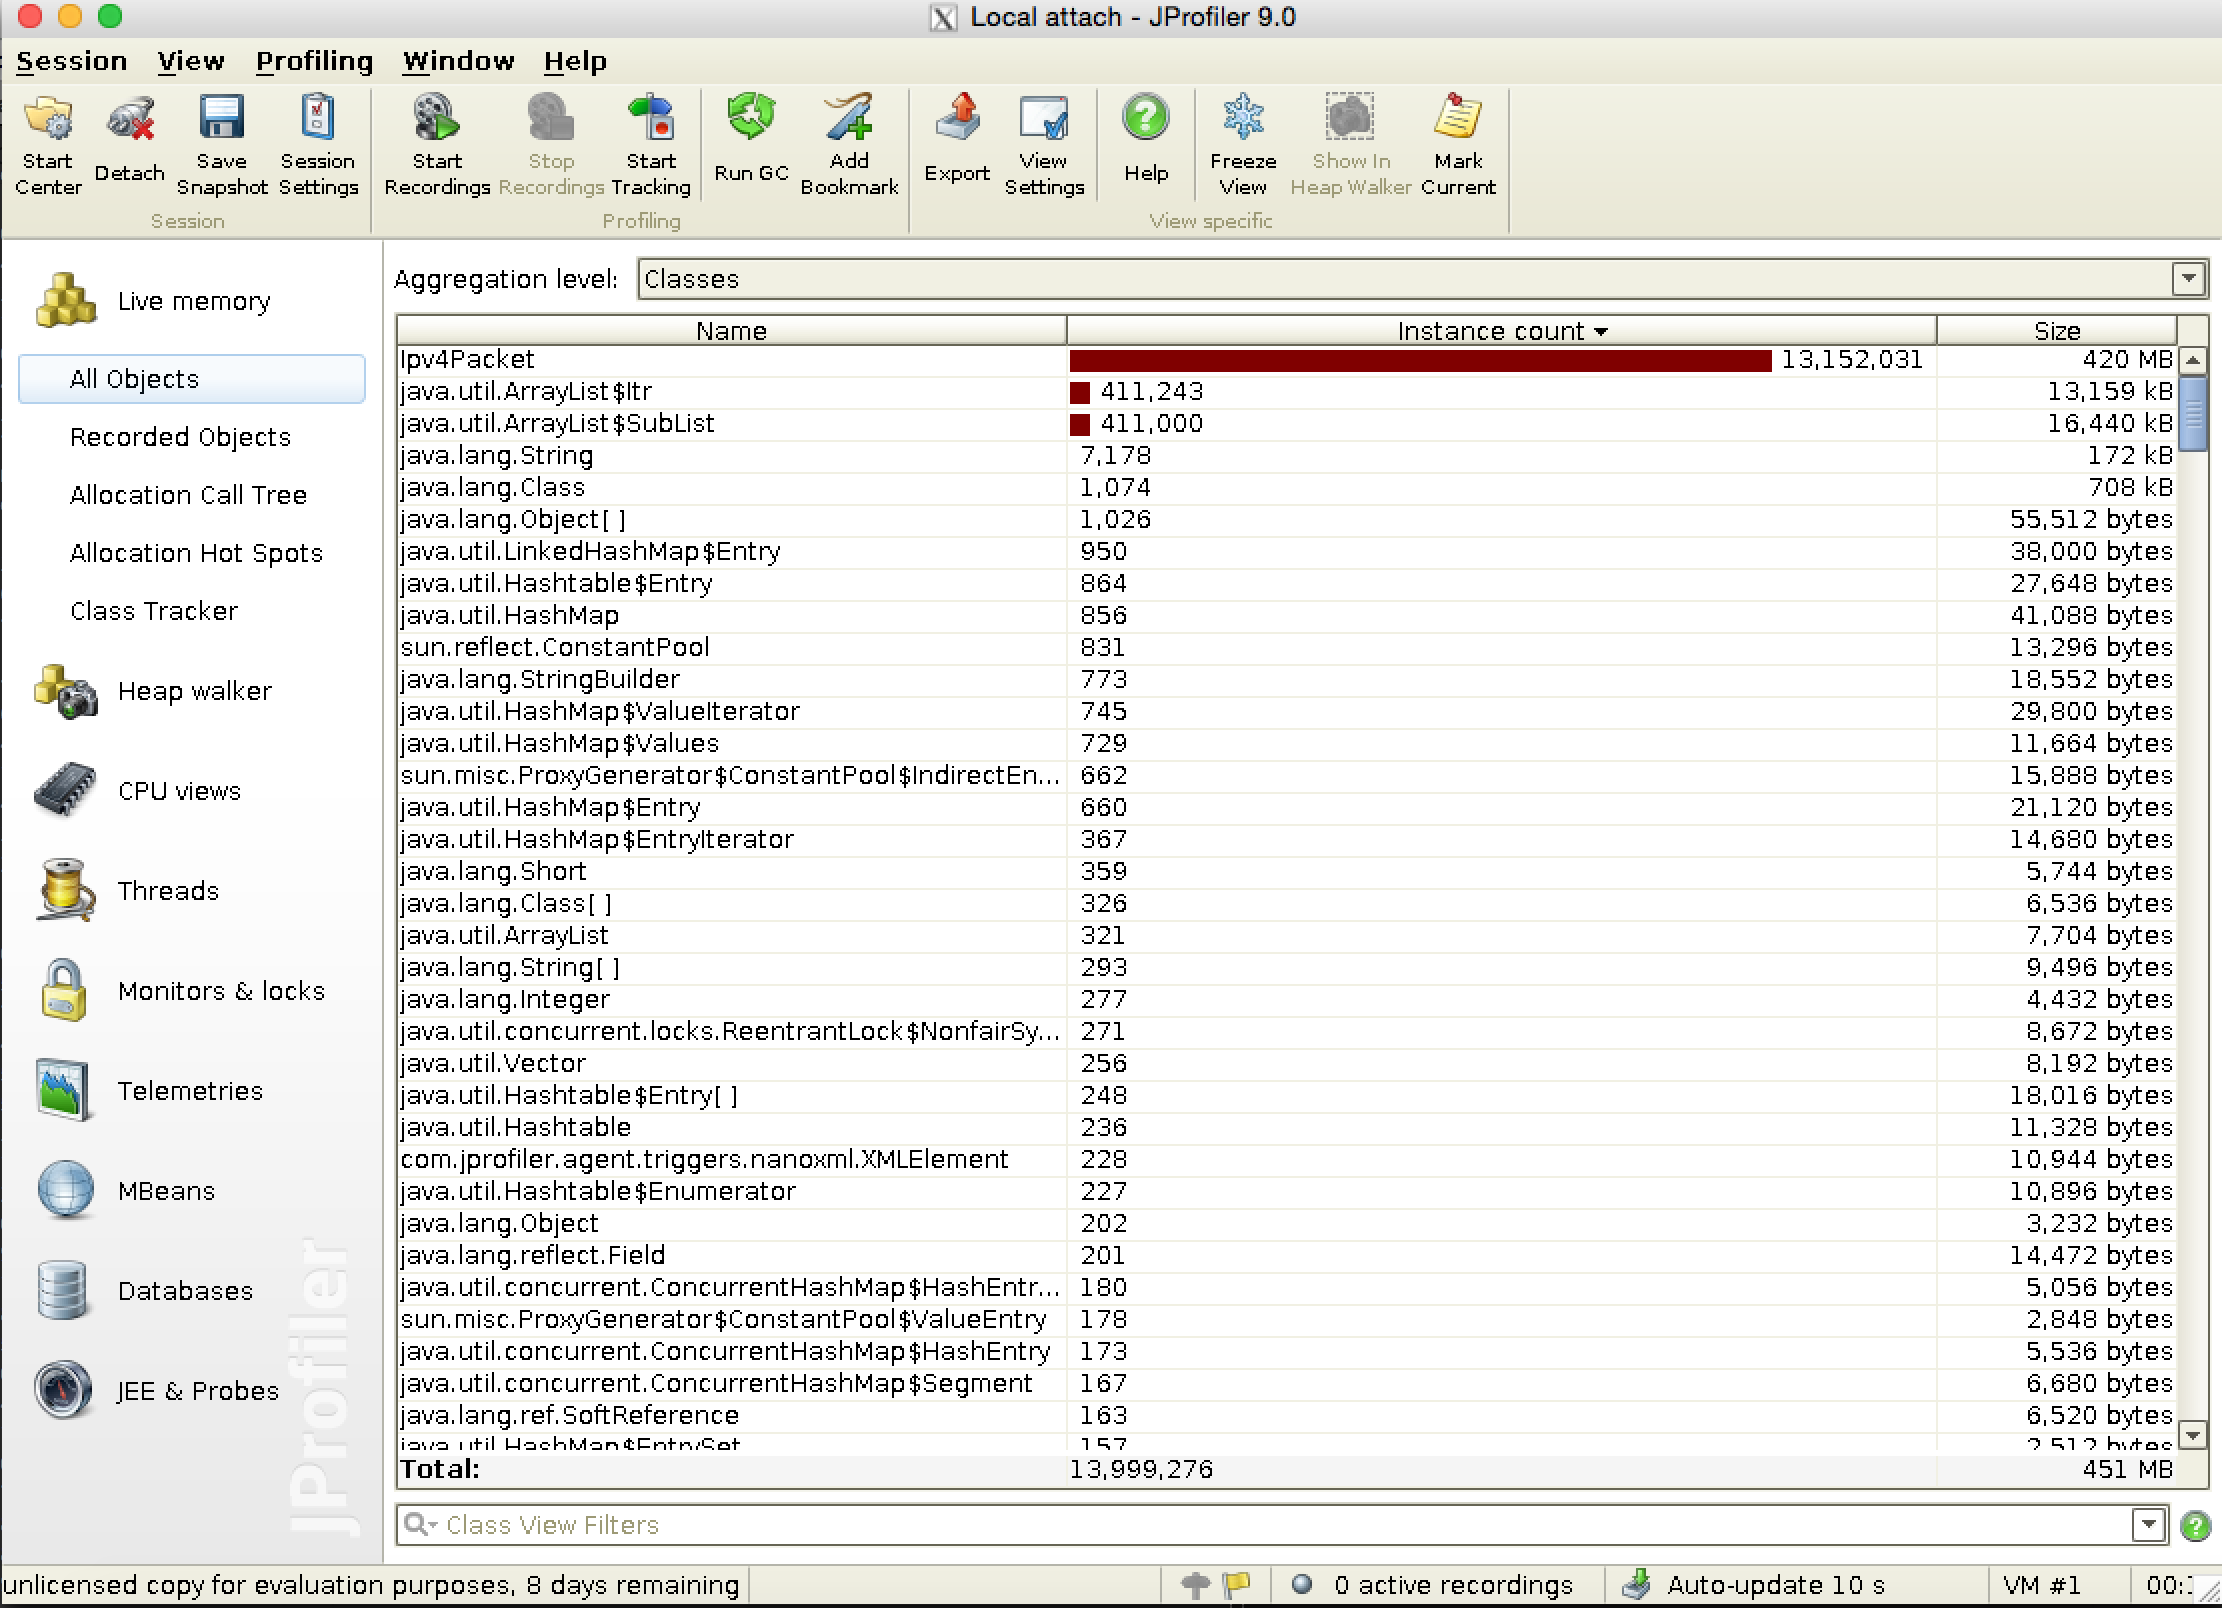 Local attach - JProfiler 9.0
Session View Profiling Window Help
Start Center
Detach
Save Snapshot
Session Settings
Start Recordings
Stop Recordings
Start Tracking
Run GC
Add Bookmark
Export
View Settings
Help
Freeze View
Show In Heap Walker
Mark Current
Session
Profiling
View specific
Live memory
All Objects
Recorded Objects
Allocation Call Tree
Allocation Hot Spots
Class Tracker
Heap walker
CPU views
Threads
Monitors & locks
Telemetries
MBeans
Databases
JEE & Probes
JProfiler
Aggregation level: Classes
Name Instance count Size
Ipv4Packet 13,152,031 420 MB
java.util.ArrayList$Itr 411,243 13,159 kB
java.util.ArrayList$SubList 411,000 16,440 kB
java.lang.String 7,178 172 kB
java.lang.Class 1,074 708 kB
java.lang.Object[ ] 1,026 55,512 bytes
java.util.LinkedHashMap$Entry 950 38,000 bytes
java.util.Hashtable$Entry 864 27,648 bytes
java.util.HashMap 856 41,088 bytes
sun.reflect.ConstantPool 831 13,296 bytes
java.lang.StringBuilder 773 18,552 bytes
java.util.HashMap$ValueIterator 745 29,800 bytes
java.util.HashMap$Values 729 11,664 bytes
sun.misc.ProxyGenerator$ConstantPool$IndirectEn... 662 15,888 bytes
java.util.HashMap$Entry 660 21,120 bytes
java.util.HashMap$EntryIterator 367 14,680 bytes
java.lang.Short 359 5,744 bytes
java.lang.Class[ ] 326 6,536 bytes
java.util.ArrayList 321 7,704 bytes
java.lang.String[ ] 293 9,496 bytes
java.lang.Integer 277 4,432 bytes
java.util.concurrent.locks.ReentrantLock$NonfairSy... 271 8,672 bytes
java.util.Vector 256 8,192 bytes
java.util.Hashtable$Entry[ ] 248 18,016 bytes
java.util.Hashtable 236 11,328 bytes
com.jprofiler.agent.triggers.nanoxml.XMLElement 228 10,944 bytes
java.util.Hashtable$Enumerator 227 10,896 bytes
java.lang.Object 202 3,232 bytes
java.lang.reflect.Field 201 14,472 bytes
java.util.concurrent.ConcurrentHashMap$HashEntr... 180 5,056 bytes
sun.misc.ProxyGenerator$ConstantPool$ValueEntry 178 2,848 bytes
java.util.concurrent.ConcurrentHashMap$HashEntry 173 5,536 bytes
java.util.concurrent.ConcurrentHashMap$Segment 167 6,680 bytes
java.lang.ref.SoftReference 163 6,520 bytes
java.util.HashMap$EntrySet 157 2,512 bytes
Total: 13,999,276 451 MB
Class View Filters
unlicensed copy for evaluation purposes, 8 days remaining
0 active recordings
Auto-update 10 s
VM #1